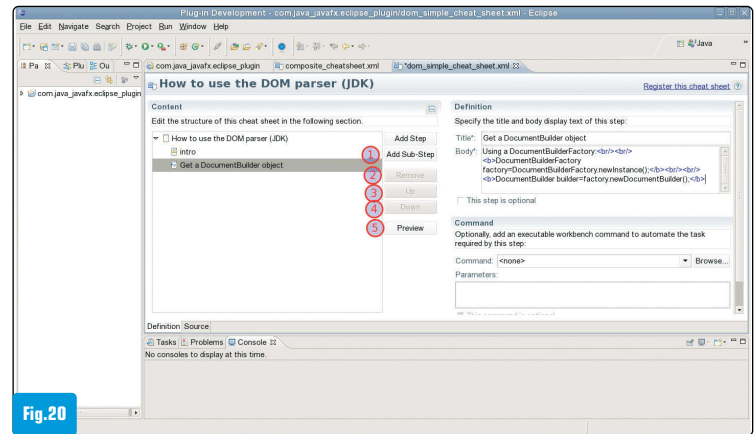 Plug-in Development - com.java_javafx.eclipse_plugin/dom_simple_cheat_sheet.xml - Eclipse
File Edit Navigate Search Project Run Window Help
Java
Pa
Plu
Ou
com.java_javafx.eclipse_plugin
composite_cheatsheet.xml
*dom_simple_cheat_sheet.xml
com.java_javafx.eclipse_plugin
How to use the DOM parser (JDK)
Register this cheat sheet
Content
Edit the structure of this cheat sheet in the following section.
How to use the DOM parser (JDK)
intro
Get a DocumentBuilder object
Add Step
1 Add Sub-Step
2 Remove
3 Up
4 Down
5 Preview
Definition
Specify the title and body display text of this step:
Title*: Get a DocumentBuilder object
Body*: Using a DocumentBuilderFactory:<br/><br/>
<b>DocumentBuilderFactory
factory=DocumentBuilderFactory.newInstance();</b><br/><br/>
<b>DocumentBuilder builder=factory.newDocumentBuilder();</b>
This step is optional
Command
Optionally, add an executable workbench command to automate the task
required by this step:
Command: <none>
Browse...
Parameters:
Definition Source
Tasks Problems Console
No consoles to display at this time.
Fig.20